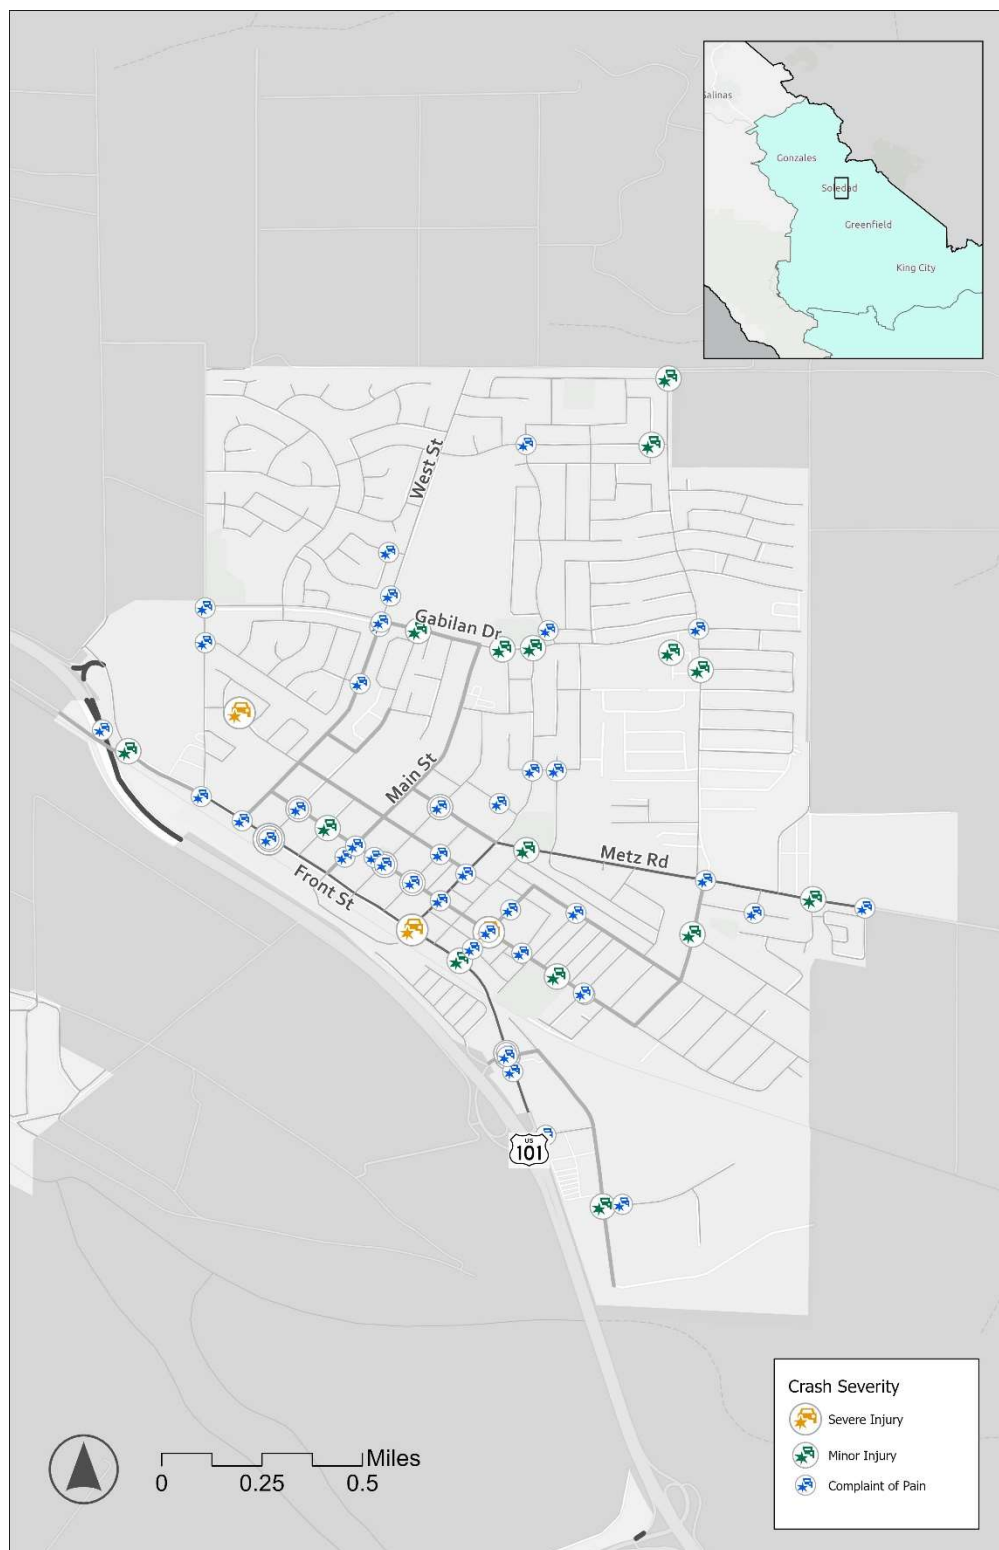 Salinas
Gonzales
Soledad
Greenfield
King City
West St
Gabilan Dr
Main St
Metz Rd
Front St
US
101
Crash Severity
Severe Injury
Minor Injury
Complaint of Pain
Miles
0 0.25 0.5